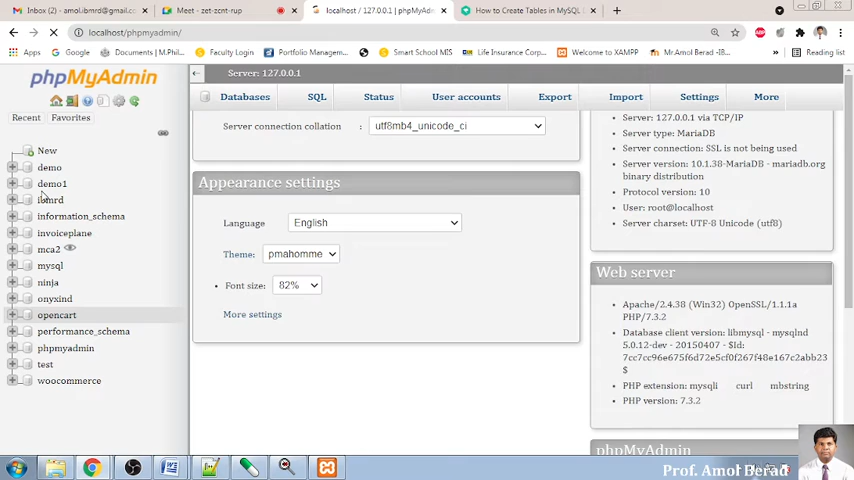 Inbox (2) - amol.ibmrd@gmail.co
Meet - zet-zcnt-rup
localhost / 127.0.0.1 | phpMyAdm
How to Create Tables in MySQL
localhost/phpmyadmin/
Apps
Documents ( M.Phil...
Faculty Login
Portfolio Managem...
Smart School MIS
Life Insurance Corp...
Welcome to XAMPP
Mr.Amol Berad - Fa...
Reading list
phpMyAdmin
Recent
Favorites
New
demo
demo1
ibmrd
information_schema
invoiceplane
mca2
mysql
ninja
onyxind
opencart
performance_schema
phpmyadmin
test
woocommerce
Server: 127.0.0.1
Databases
SQL
Status
User accounts
Export
Import
Settings
More
Server connection collation :
utf8mb4_unicode_ci
Appearance settings
Language
English
Theme:
pmahomme
• Font size:
82%
More settings
• Server: 127.0.0.1 via TCP/IP
• Server type: MariaDB
• Server connection: SSL is not being used
• Server version: 10.1.38-MariaDB - mariadb.org
binary distribution
• Protocol version: 10
• User: root@localhost
• Server charset: UTF-8 Unicode (utf8)
Web server
• Apache/2.4.38 (Win32) OpenSSL/1.1.1a
PHP/7.3.2
• Database client version: libmysql - mysqlnd
5.0.12-dev - 20150407 - $Id:
7cc7cc96e675f6d72e5cf0f267f48e167c2abb23
$
• PHP extension: mysqli curl mbstring
• PHP version: 7.3.2
phpMyAdmin
Prof. Amol Berad